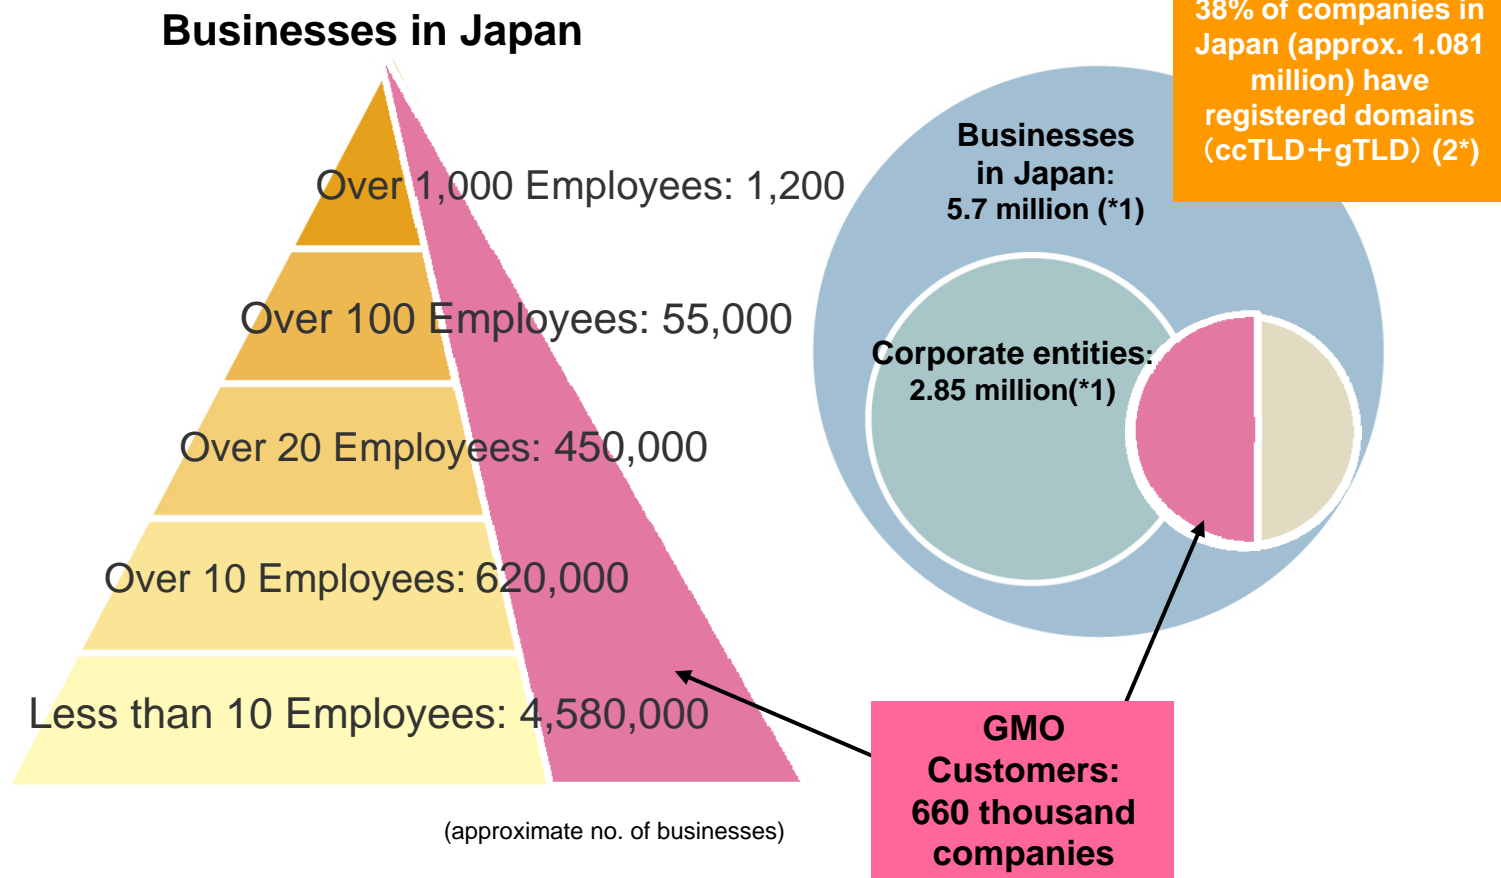 Businesses in Japan
Over 1,000 Employees: 1,200
Over 100 Employees: 55,000
Over 20 Employees: 450,000
Over 10 Employees: 620,000
Less than 10 Employees: 4,580,000
(approximate no. of businesses)
38% of companies in
Japan (approx. 1.081
million) have
registered domains
（ccTLD＋gTLD）(2*)
Businesses
in Japan:
5.7 million (*1)
Corporate entities:
2.85 million(*1)
GMO
Customers:
660 thousand
companies